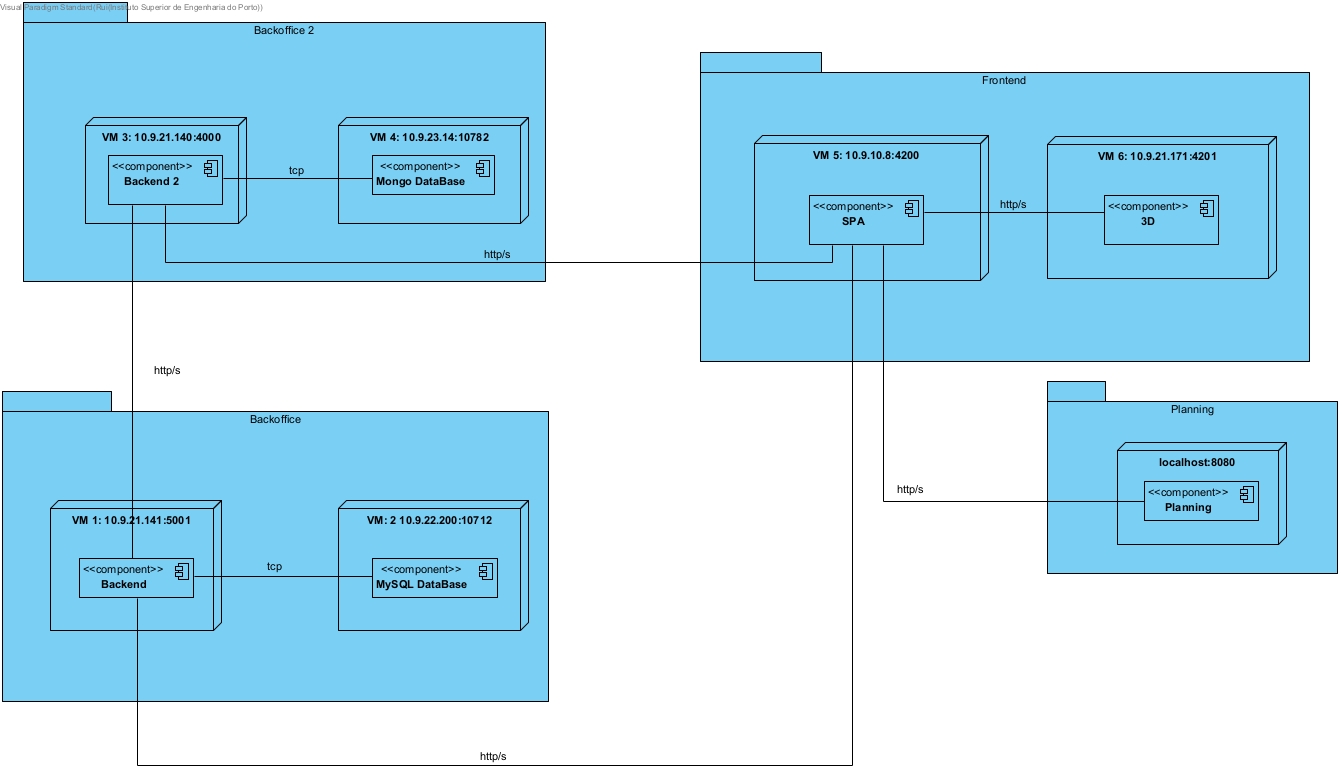 Visual Paradigm Standard(Rui(Instituto Superior de Engenharia do Porto))
Backoffice 2
VM 3: 10.9.21.140:4000
<<component>>
Backend 2
tcp
VM 4: 10.9.23.14:10782
<<component>>
Mongo DataBase
http/s
Frontend
VM 5: 10.9.10.8:4200
<<component>>
SPA
http/s
VM 6: 10.9.21.171:4201
<<component>>
3D
http/s
Backoffice
VM 1: 10.9.21.141:5001
<<component>>
Backend
tcp
VM: 2 10.9.22.200:10712
<<component>>
MySQL DataBase
http/s
Planning
localhost:8080
<<component>>
Planning
http/s